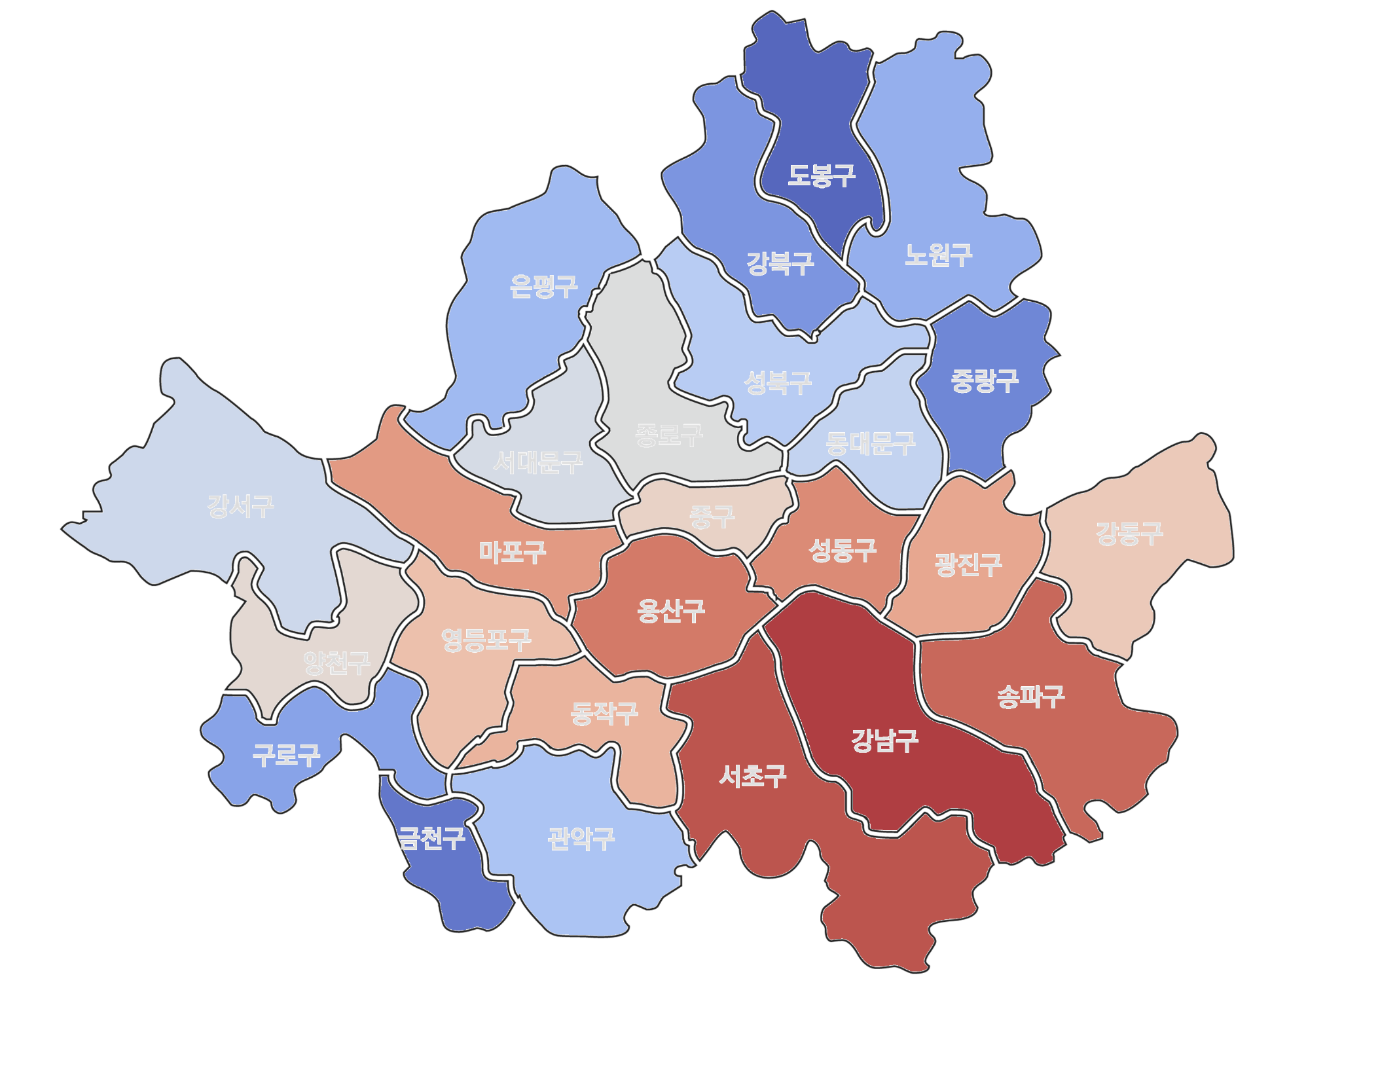 도봉구
노원구
강북구
은평구
성북구
중랑구
종로구
동대문구
서대문구
강서구
중구
강동구
마포구
성동구
광진구
용산구
영등포구
양천구
송파구
동작구
강남구
구로구
서초구
금천구
관악구